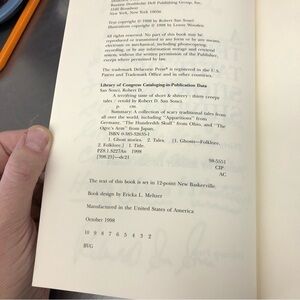 Bantam Doubleday Dell Publishing Group, Inc.
1540 Broadway
New York, New York 10036
Text copyright © 1998 by Robert San Souci
Illustrations copyright © 1998 by Lenny Wooden
All rights reserved. No part of this book may be
reproduced or transmitted in any form or by any means,
electronic or mechanical, including photocopying,
recording, or by any information storage and retrieval
system, without the written permission of the Publisher,
except where permitted by law.
The trademark Delacorte Press® is registered in the U.S.
Patent and Trademark Office and in other countries.
Library of Congress Cataloging-in-Publication Data
San Souci, Robert D.
A terrifying taste of short & shivery : thirty creepy
tales / retold by Robert D. San Souci.
p. cm.
Summary: A collection of scary traditional tales from
all over the world, including "Apparitions" from
Germany, "The Hundredth Skull" from Ohio, and "The
Ogre's Arm" from Japan.
ISBN 0-385-32635-1
1. Ghost stories. 2. Tales. [1. Ghosts—Folklore.
2. Folklore.] I. Title.
PZ8.1.S227An 1998
[398.25]—dc21
98-5551
CIP
AC
The text of this book is set in 12-point New Baskerville.
Book design by Ericka L. Meltzer
Manufactured in the United States of America
October 1998
10 9 8 7 6 5 4 3 2
BVG